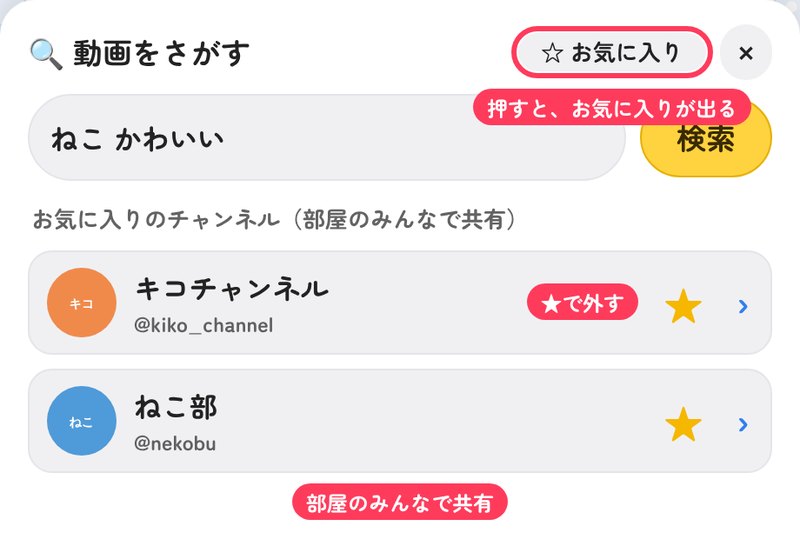 🔍 動画をさがす
☆ お気に入り
×
押すと、お気に入りが出る
ねこ かわいい
検索
お気に入りのチャンネル（部屋のみんなで共有）
キコ
キコチャンネル
@kiko_channel
★で外す
★ ›
ねこ
ねこ部
@nekobu
★ ›
部屋のみんなで共有